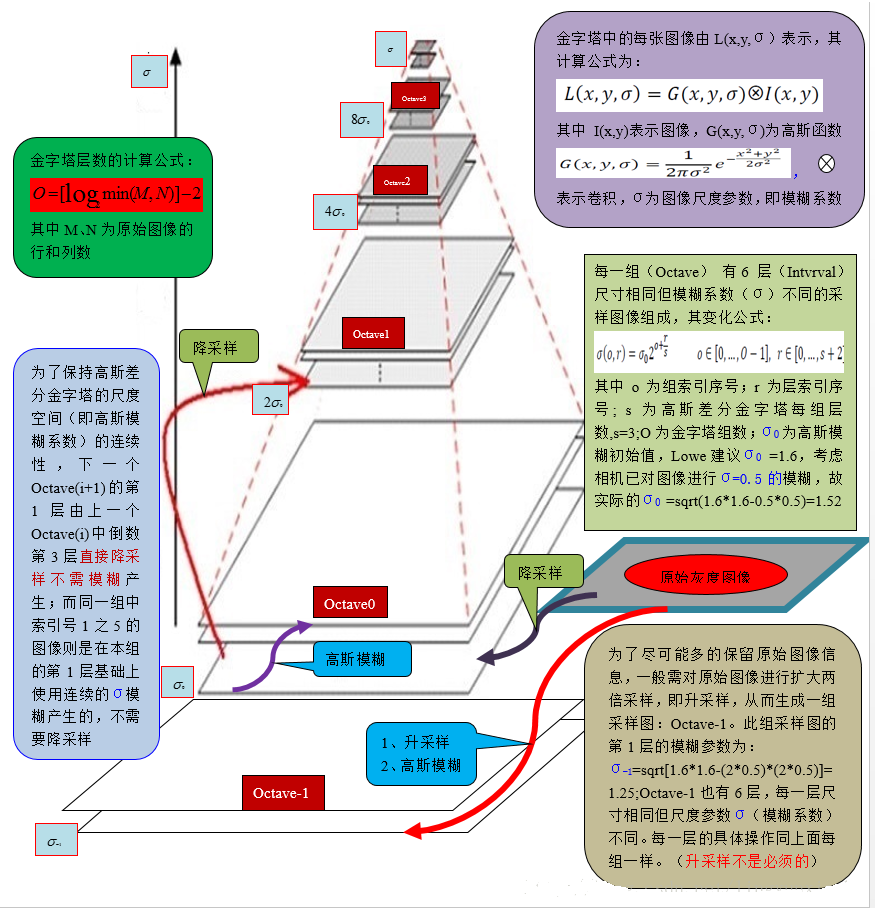 σ
σ
Octave3
8σ₀
Octave2
4σ₀
Octave1
降采样
2σ₀
金字塔中的每张图像由 L(x,y,σ）表示，其
计算公式为：
L(x,y,σ) = G(x,y,σ)⊗I(x,y)
其中 I(x,y)表示图像，G(x,y,σ)为高斯函数
G(x,y,σ) = \frac{1}{2πσ²} e^{-\frac{x²+y²}{2σ²}}，⊗
表示卷积，σ为图像尺度参数，即模糊系数
金字塔层数的计算公式：
O=[log min(M,N)]-2
其中 M、N 为原始图像的
行和列数
每一组（Octave） 有 6 层（Intvrval）
尺寸相同但模糊系数（σ）不同的采
样图像组成，其变化公式：
σ(o,r) = σ₀2^{o+\frac{r}{s}} o∈[0,...,O-1], r∈[0,...,s+2]
其中 o 为组索引序号；r 为层索引序
号；s 为高斯差分金字塔每组层
数,s=3;O 为金字塔组数；σ₀为高斯模
糊初始值，Lowe 建议σ₀ =1.6，考虑
相机已对图像进行σ=0.5 的模糊，故
实际的σ₀ =sqrt(1.6*1.6-0.5*0.5)=1.52
为了保持高斯差
分金字塔的尺度
空间（即高斯模
糊系数）的连续
性，下一个
Octave(i+1)的第
1 层由上一个
Octave(i)中倒数
第 3 层直接降采
样不需模糊产
生；而同一组中
索引号 1 之 5 的
图像则是在本组
的第 1 层基础上
使用连续的σ模
糊产生的，不需
要降采样
降采样
原始灰度图像
Octave0
高斯模糊
σ₀
1、升采样
2、高斯模糊
Octave-1
σ₋₁
为了尽可能多的保留原始图像信
息，一般需对原始图像进行扩大两
倍采样，即升采样，从而生成一组
采样图：Octave-1。此组采样图的
第 1 层的模糊参数为：
σ₋₁=sqrt[1.6*1.6-(2*0.5)*(2*0.5)]=
1.25;Octave-1 也有 6 层，每一层尺
寸相同但尺度参数σ（模糊系数）
不同。每一层的具体操作同上面每
组一样。（升采样不是必须的）